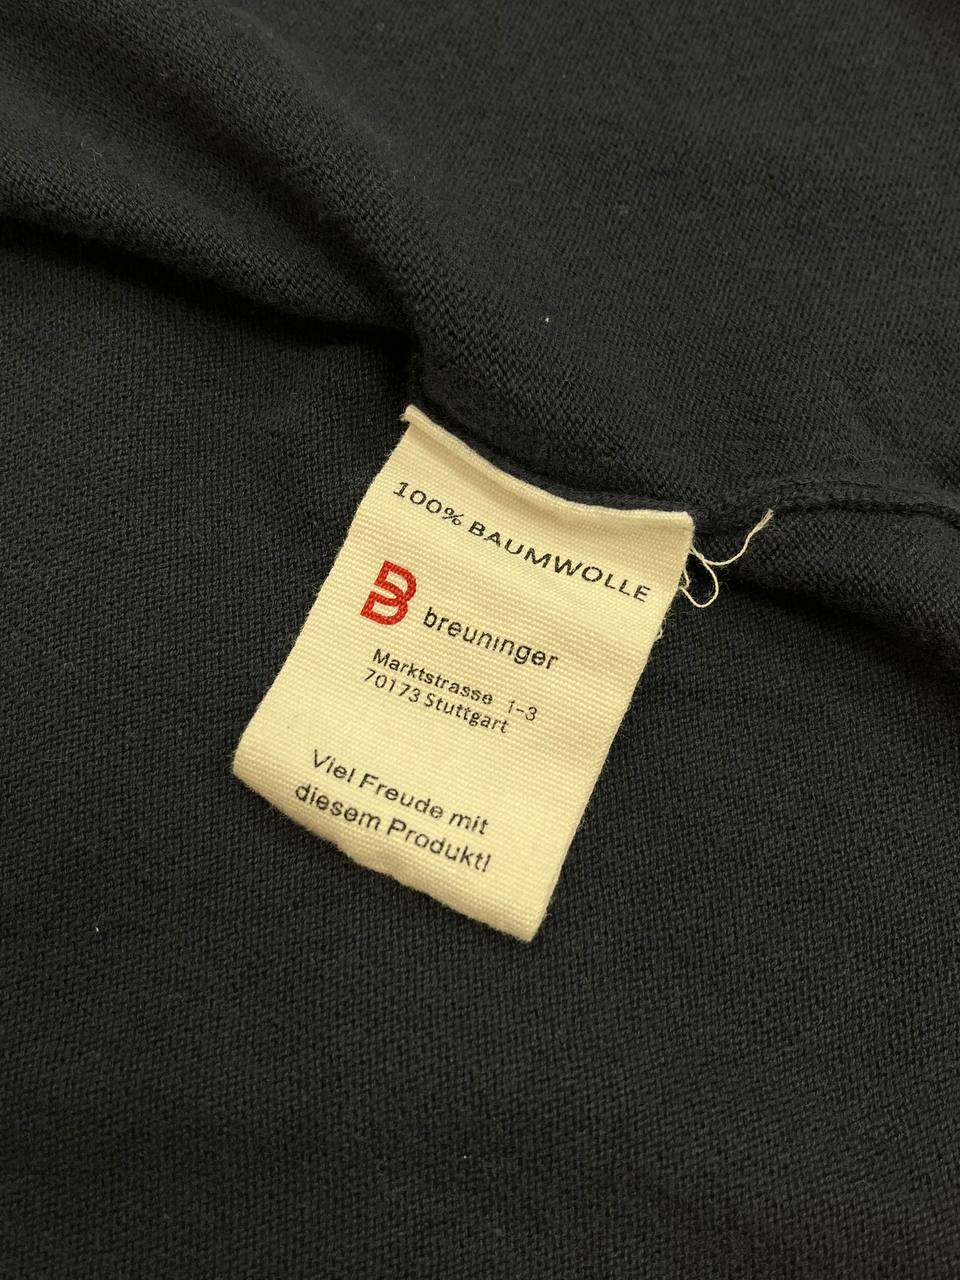 100% BAUMWOLLE
B breuninger
Marktstrasse 1-3
70173 Stuttgart
Viel Freude mit
diesem Produkt!